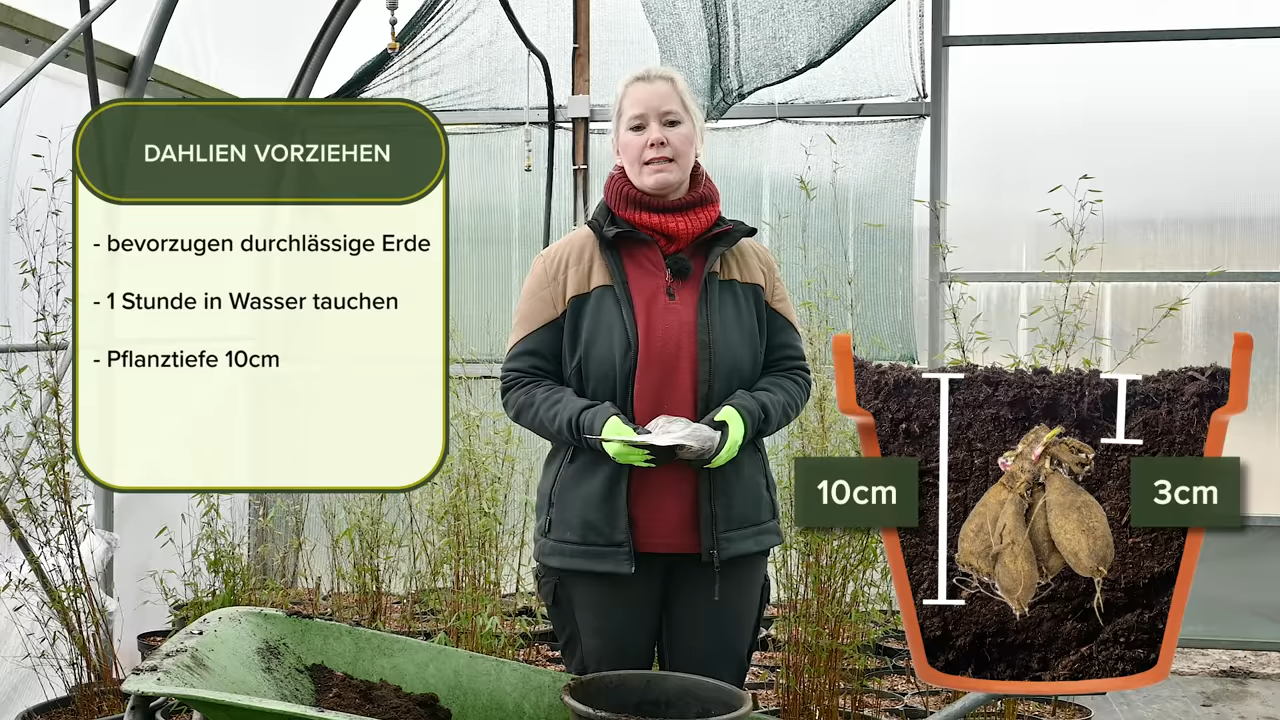 DAHLIEN VORZIEHEN
- bevorzugen durchlässige Erde
- 1 Stunde in Wasser tauchen
- Pflanztiefe 10cm
10cm
3cm